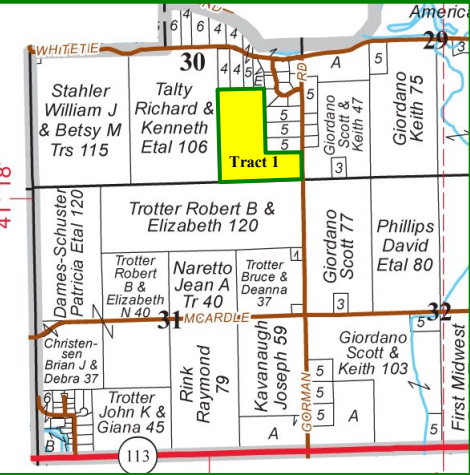 RD
America
6
4
6
4
4
29
3
WHITETIE
30
4
4
5
E
RD
A
5
Stahler
William J
& Betsy M
Trs 115
Talty
Richard &
Kenneth
Etal 106
5
5
5
5
Giordano
Scott &
Keith 47
Giordano
Keith 75
Tract 1
3
41° 18'
Dames-Schuster
Patricia Etal 120
Trotter Robert B &
Elizabeth 120
Giordano
Scott 77
Phillips
David
Etal 80
Trotter
Robert
B &
Elizabeth
N 40
Naretto
Jean A
Tr 40
Trotter
Bruce &
Deanna
37
1
3
31
MCARDLE
32
5
Christen-
sen
Brian J &
Debra 37
Rink
Raymond
79
Kavanaugh
Joseph 59
Giordano
Scott &
Keith 103
First Midwest
GORMAN
5
5
5
6
Trotter
John K &
Giana 45
A
A
5
B
113